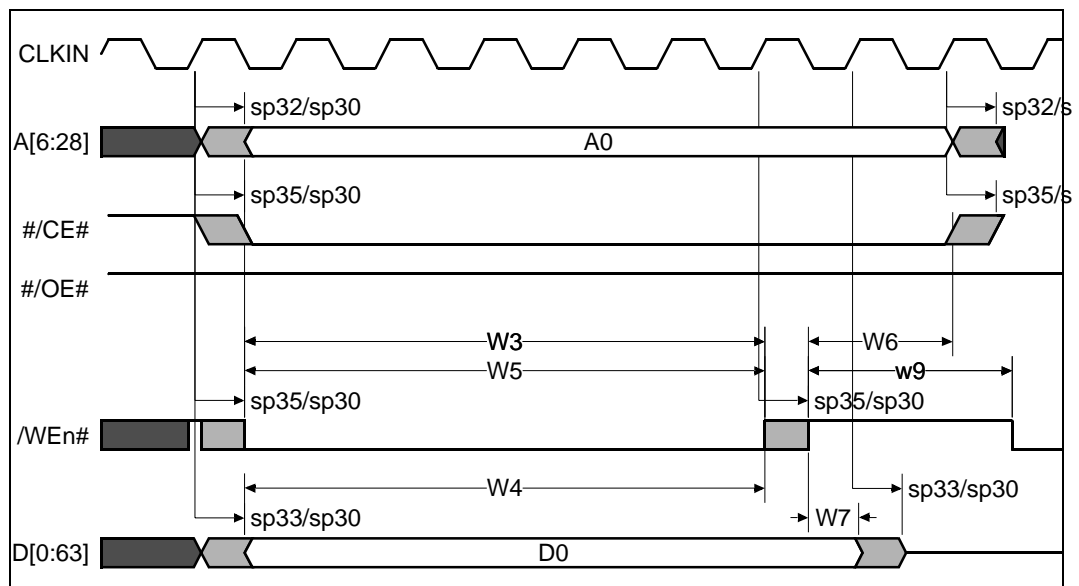 CLKIN
sp32/sp30
sp32/s
A[6:28]
A0
sp35/sp30
sp35/s
#/CE#
#/OE#
W3
W6
W5
w9
sp35/sp30
sp35/sp30
/WEn#
W4
sp33/sp30
sp33/sp30
W7
D[0:63]
D0